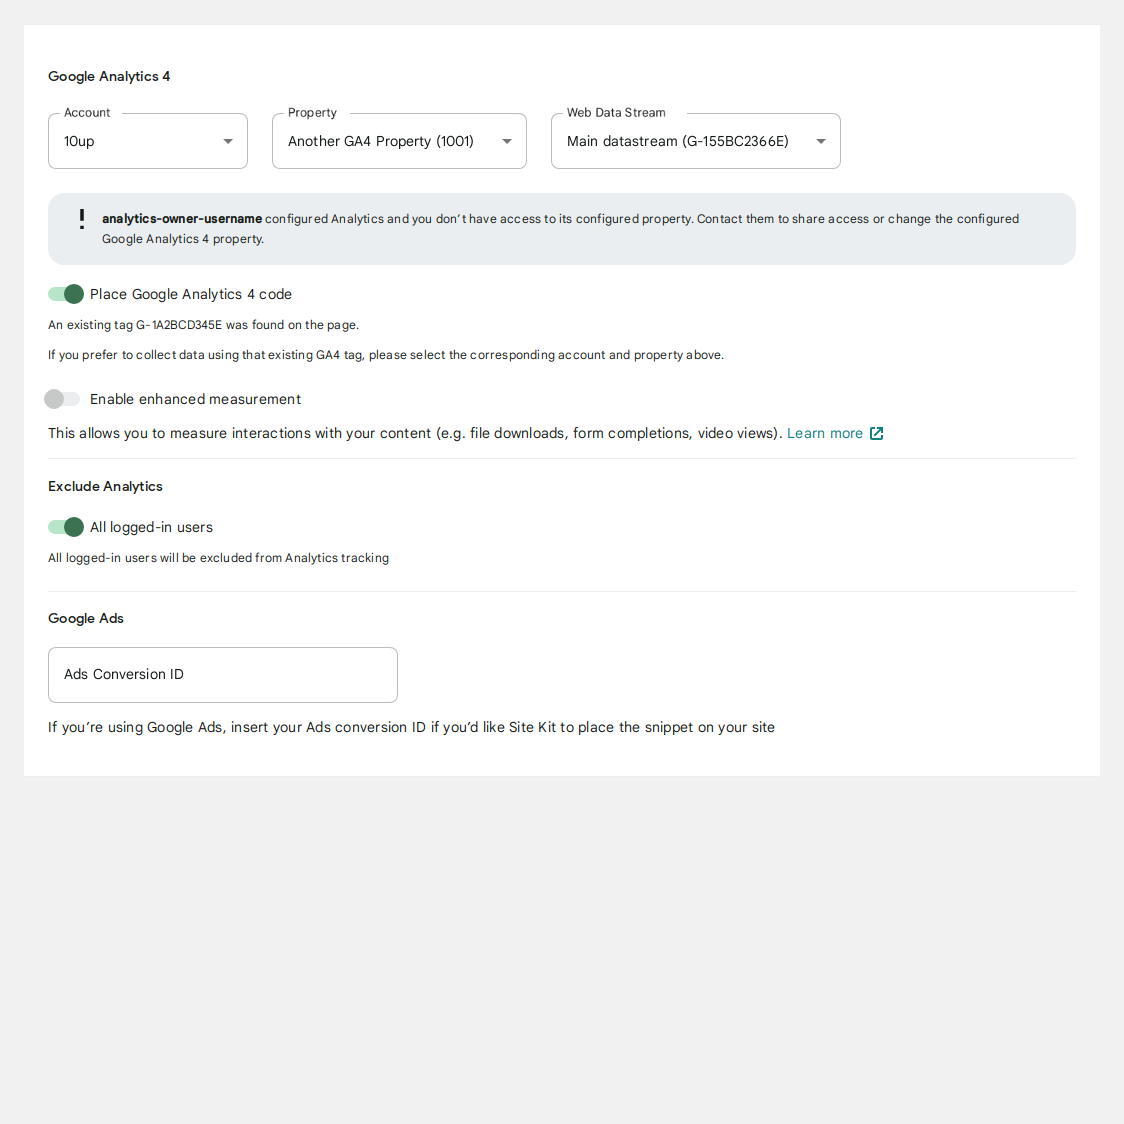 Google Analytics 4
Account
Property
Web Data Stream
10up
Another GA4 Property (1001)
Main datastream (G-155BC2366E)
! analytics-owner-username configured Analytics and you don’t have access to its configured property. Contact them to share access or change the configured
Google Analytics 4 property.
Place Google Analytics 4 code
An existing tag G-1A2BCD345E was found on the page.
If you prefer to collect data using that existing GA4 tag, please select the corresponding account and property above.
Enable enhanced measurement
This allows you to measure interactions with your content (e.g. file downloads, form completions, video views). Learn more
Exclude Analytics
All logged-in users
All logged-in users will be excluded from Analytics tracking
Google Ads
Ads Conversion ID
If you’re using Google Ads, insert your Ads conversion ID if you’d like Site Kit to place the snippet on your site